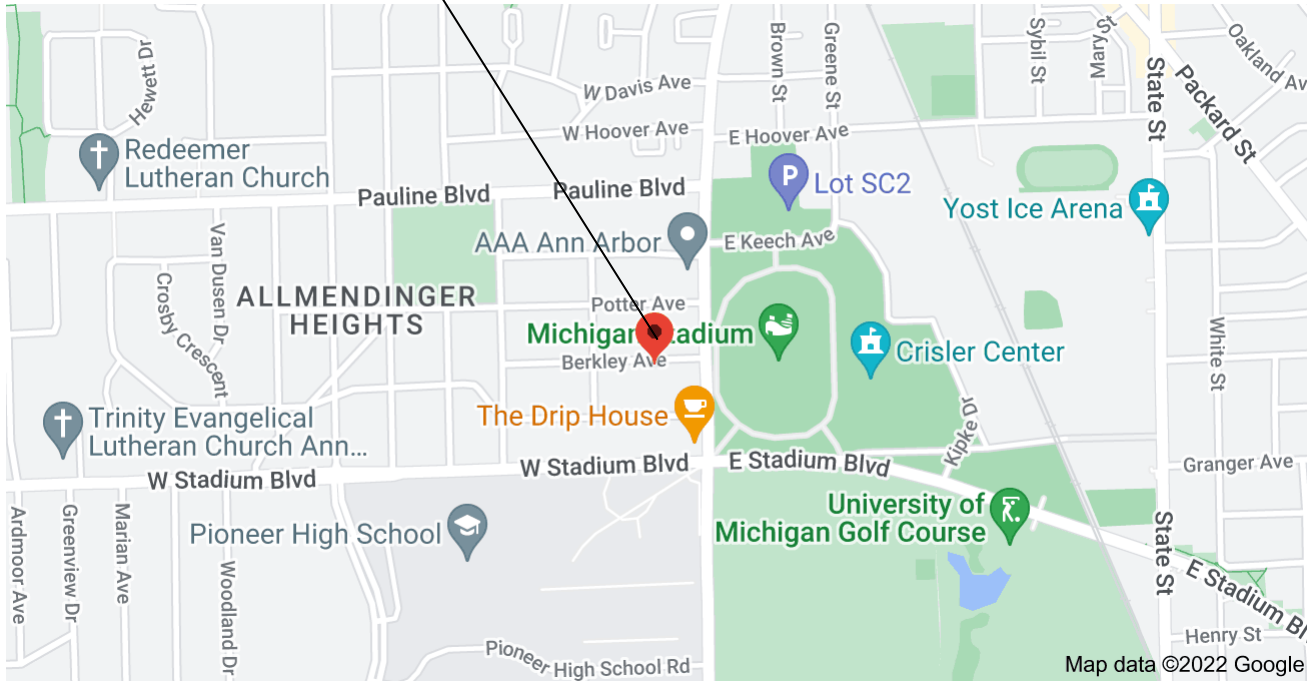 Hewett Dr
W Davis Ave
Brown St
Greene St
Sybil St
Mary St
State St
Packard St
Oakland Av
W Hoover Ave
E Hoover Ave
Redeemer
Lutheran Church
Pauline Blvd
Pauline Blvd
P
Lot SC2
Yost Ice Arena
Van Dusen Dr
AAA Ann Arbor
E Keech Ave
Crosby Crescent
ALLMENDINGER
HEIGHTS
Potter Ave
Michigan Stadium
Berkley Ave
Crisler Center
White St
The Drip House
Trinity Evangelical
Lutheran Church Ann...
Kipke Dr
W Stadium Blvd
W Stadium Blvd
E Stadium Blvd
Granger Ave
Ardmoor Ave
Greenview Dr
Marian Ave
Woodland Dr
Pioneer High School
University of
Michigan Golf Course
State St
E Stadium Bl
Henry St
Pioneer High School Rd
Map data ©2022 Google